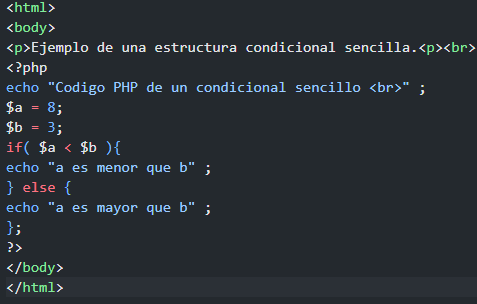 <html>
<body>
<p>Ejemplo de una estructura condicional sencilla.<p><br>
<?php
echo "Codigo PHP de un condicional sencillo <br>" ;
$a = 8;
$b = 3;
if( $a < $b ){
echo "a es menor que b" ;
} else {
echo "a es mayor que b" ;
};
?>
</body>
</html>